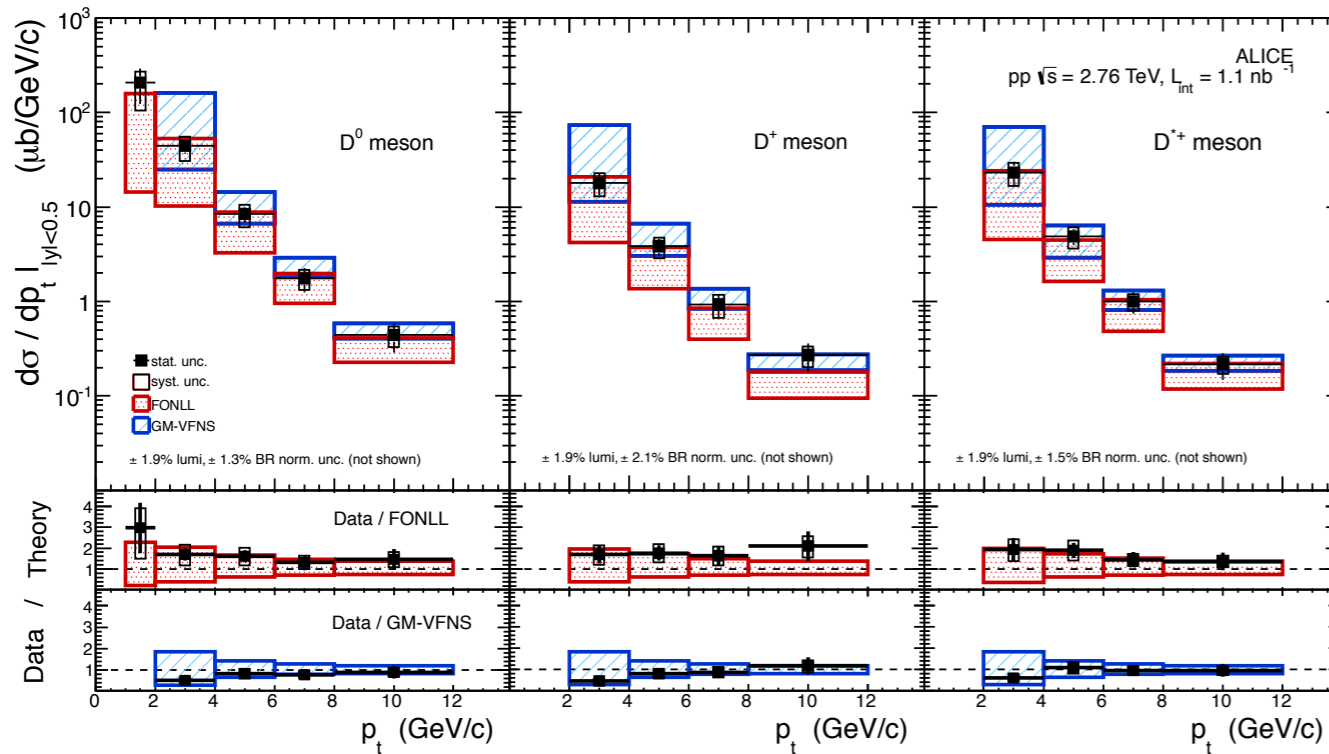 dσ / dp_t |_|y|<0.5 (μb/GeV/c)
10^3
10^2
10
1
10^-1
D^0 meson
stat. unc.
syst. unc.
FONLL
GM-VFNS
± 1.9% lumi, ± 1.3% BR norm. unc. (not shown)
D^+ meson
± 1.9% lumi, ± 2.1% BR norm. unc. (not shown)
ALICE
pp √s = 2.76 TeV, L_int = 1.1 nb^-1
D^*+ meson
± 1.9% lumi, ± 1.5% BR norm. unc. (not shown)
Data / Theory
4
3
2
1
Data / FONLL
4
3
2
1
Data / GM-VFNS
0 2 4 6 8 10 12
2 4 6 8 10 12
2 4 6 8 10 12
p_t (GeV/c)
p_t (GeV/c)
p_t (GeV/c)